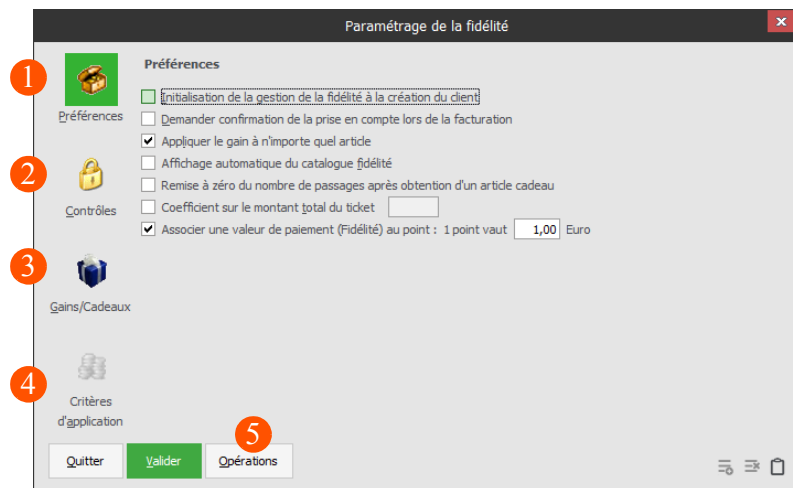 Paramétrage de la fidélité
1
Préférences
2
Contrôles
3
Gains/Cadeaux
4
Critères
d'application
Préférences
Initialisation de la gestion de la fidélité à la création du client
Demander confirmation de la prise en compte lors de la facturation
Appliquer le gain à n'importe quel article
Affichage automatique du catalogue fidélité
Remise à zéro du nombre de passages après obtention d'un article cadeau
Coefficient sur le montant total du ticket
Associer une valeur de paiement (Fidélité) au point : 1 point vaut 1,00 Euro
5
Quitter Valider Opérations